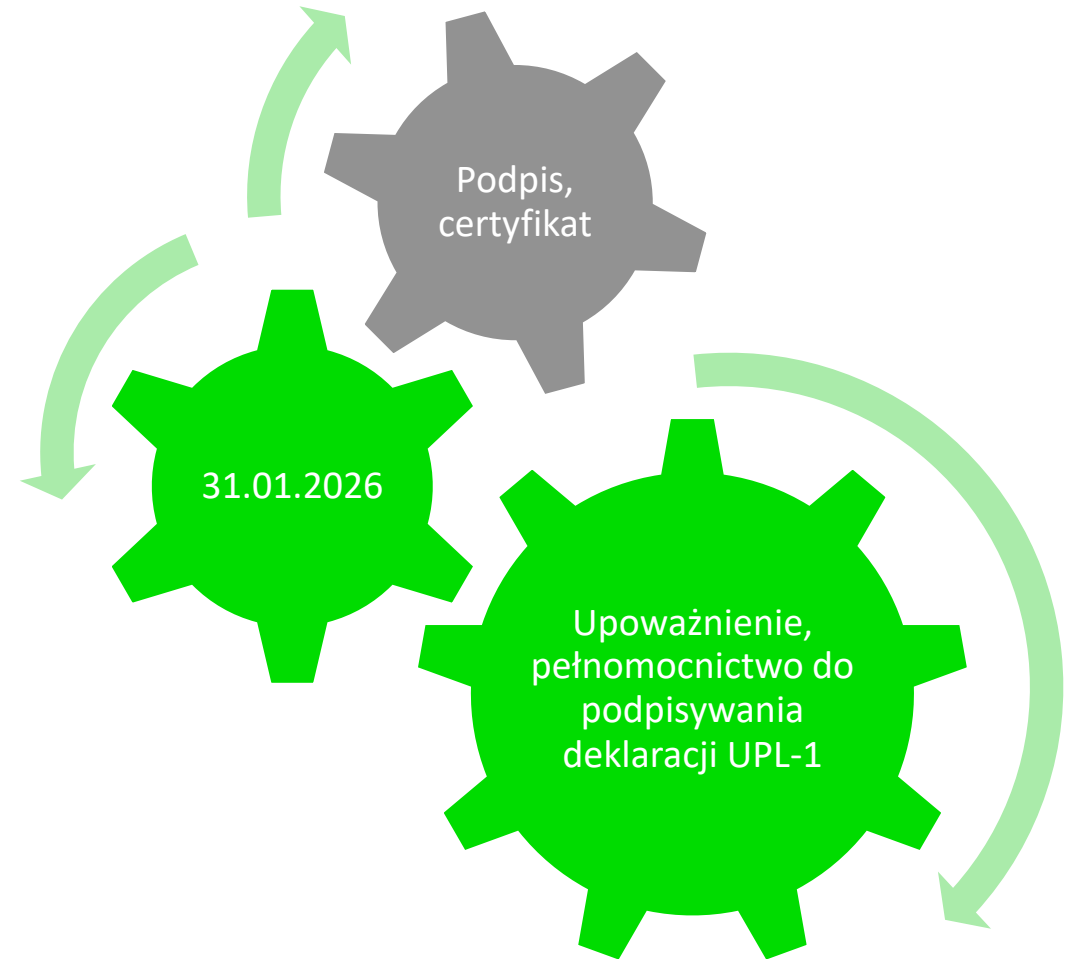 Podpis,
certyfikat
31.01.2026
Upoważnienie,
pełnomocnictwo do
podpisywania
deklaracji UPL-1